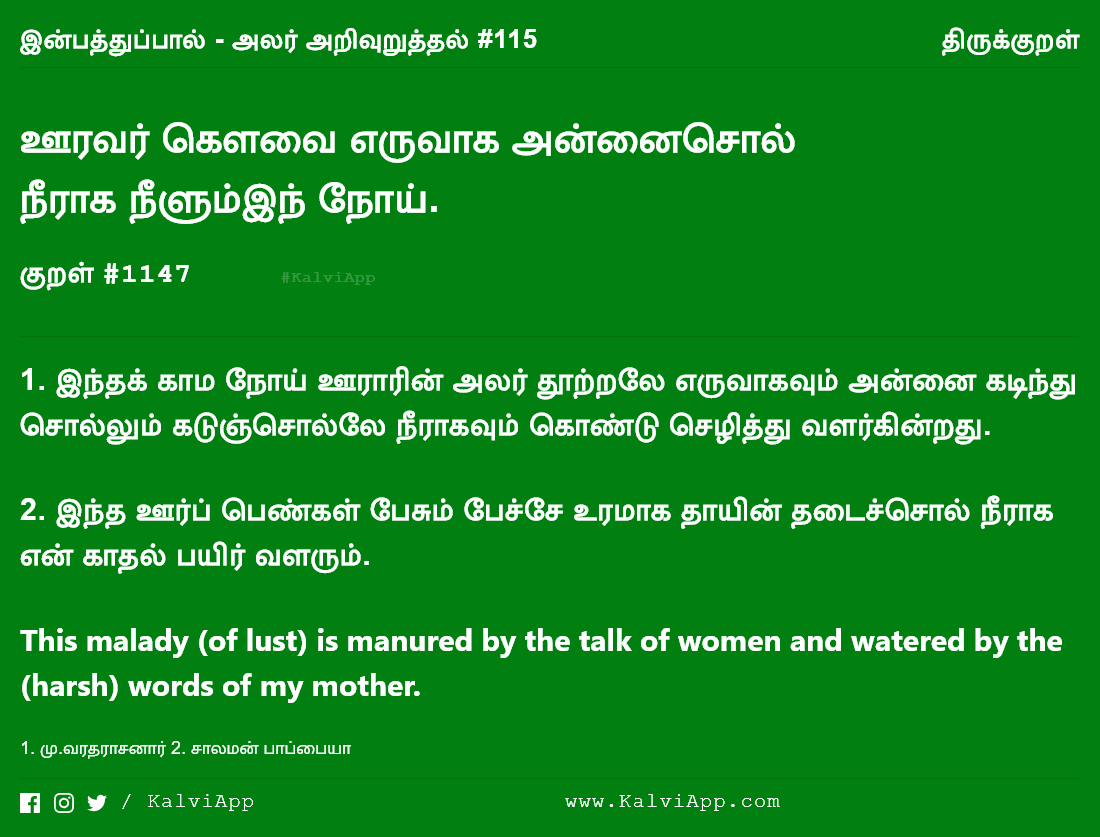 இன்பத்துப்பால் - அலர் அறிவுறுத்தல் #115 திருக்குறள்
ஊரவர் கெளவை எருவாக அன்னைசொல்
நீராக நீளும்இந் நோய்.
குறள் #1147 #KalviApp
1. இந்தக் காம நோய் ஊராரின் அலர் தூற்றலே எருவாகவும் அன்னை கடிந்து
சொல்லும் கடுஞ்சொல்லே நீராகவும் கொண்டு செழித்து வளர்கின்றது.
2. இந்த ஊர்ப் பெண்கள் பேசும் பேச்சே உரமாக தாயின் தடைச்சொல் நீராக
என் காதல் பயிர் வளரும்.
This malady (of lust) is manured by the talk of women and watered by the
(harsh) words of my mother.
1. மு.வரதராசனார் 2. சாலமன் பாப்பையா
/ KalviApp www.KalviApp.com